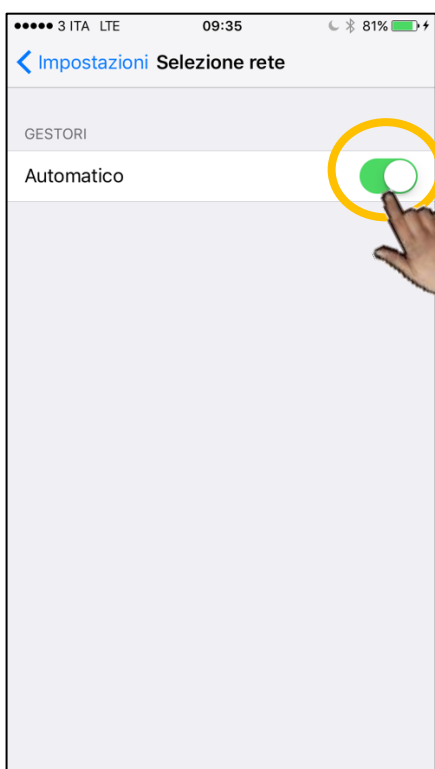 3 ITA LTE 09:35 81%
Impostazioni Selezione rete
GESTORI
Automatico